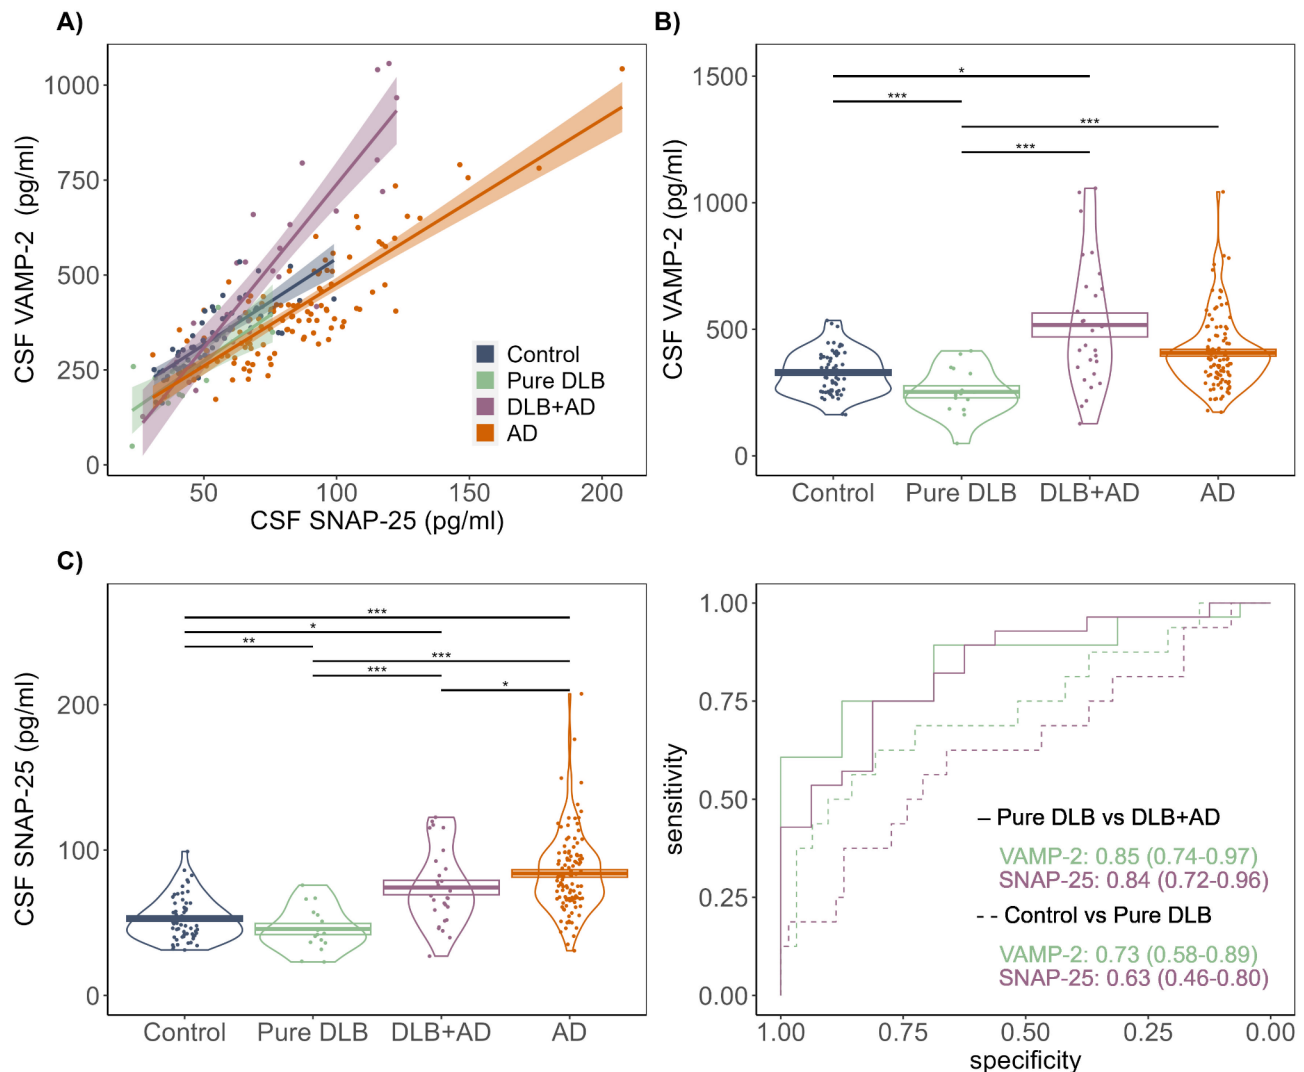 A)
CSF VAMP-2 (pg/ml)
1000
750
500
250
0
50 100 150 200
CSF SNAP-25 (pg/ml)
Control
Pure DLB
DLB+AD
AD
B)
CSF VAMP-2 (pg/ml)
1500
1000
500
0
*
***
***
***
Control Pure DLB DLB+AD AD
C)
CSF SNAP-25 (pg/ml)
200
100
0
***
*
**
***
***
*
Control Pure DLB DLB+AD AD
sensitivity
1.00
0.75
0.50
0.25
0.00
– Pure DLB vs DLB+AD
VAMP-2: 0.85 (0.74-0.97)
SNAP-25: 0.84 (0.72-0.96)
-- Control vs Pure DLB
VAMP-2: 0.73 (0.58-0.89)
SNAP-25: 0.63 (0.46-0.80)
1.00 0.75 0.50 0.25 0.00
specificity